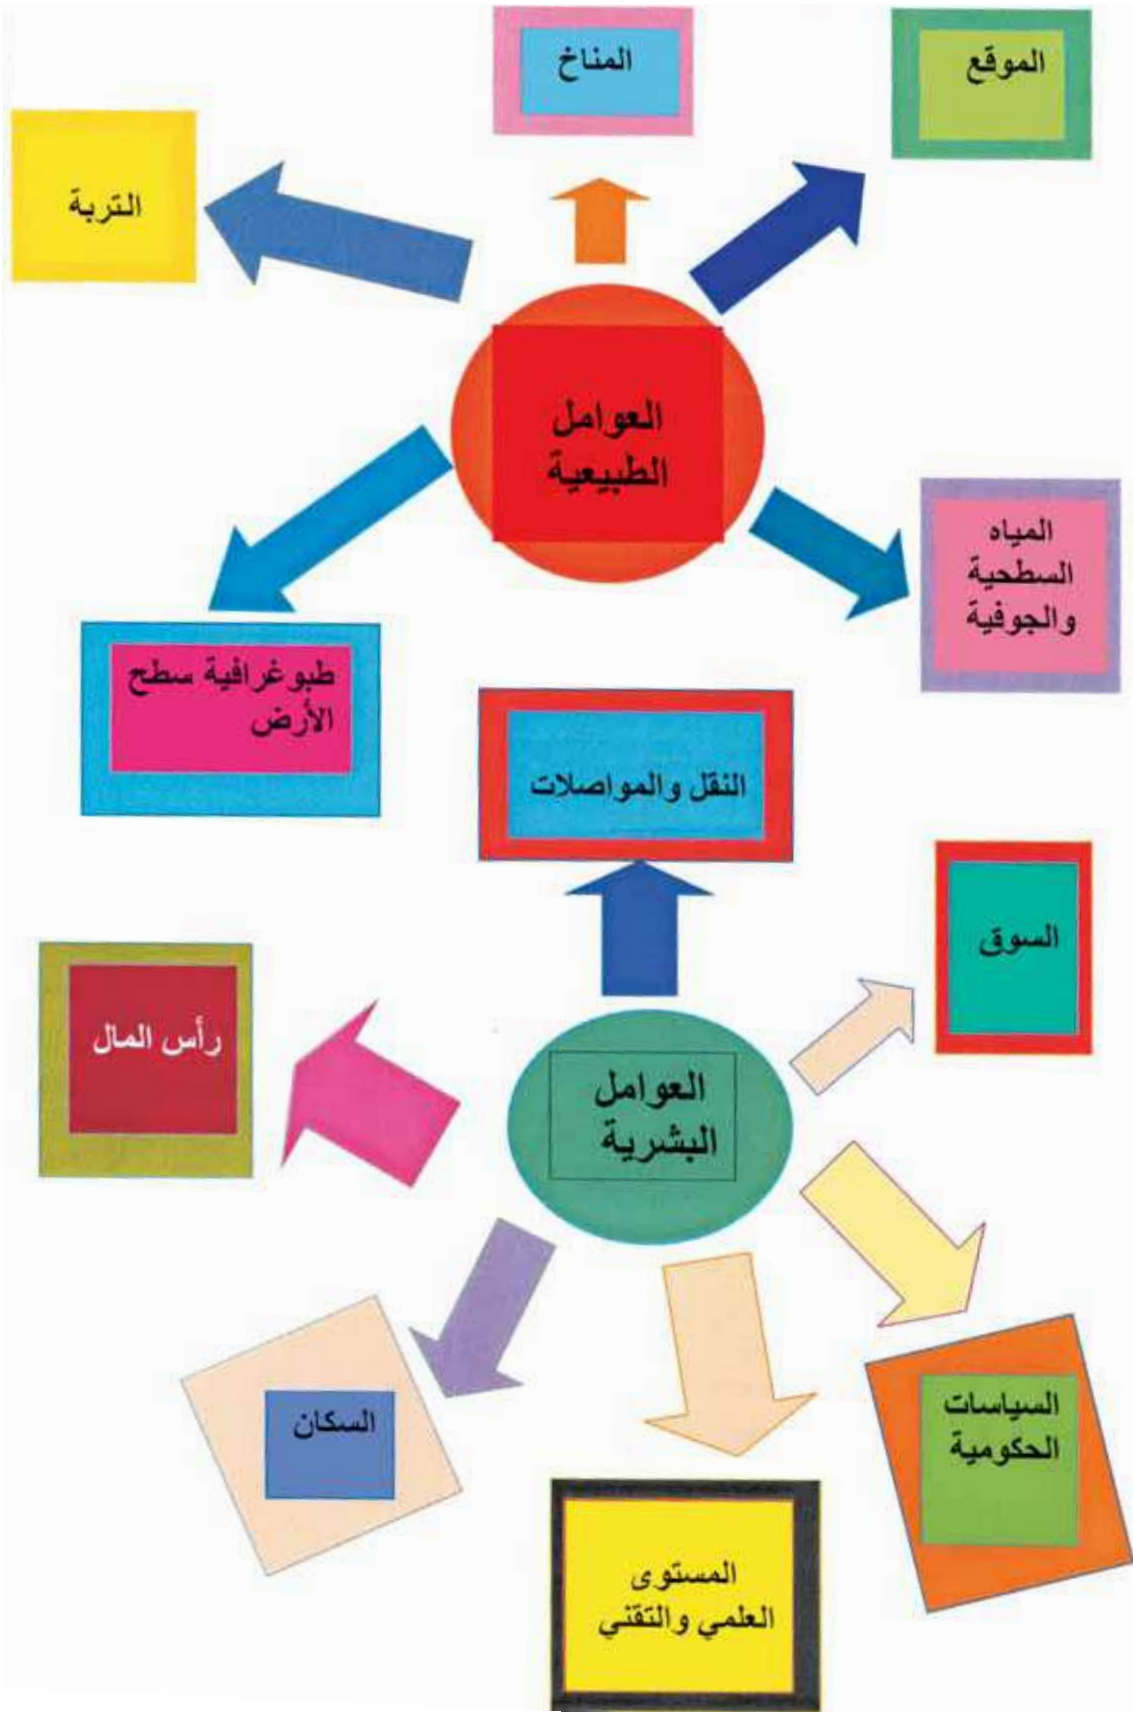 الموقع
المناخ
التربة
العوامل
الطبيعية
المياه
السطحية
والجوفية
طبوغرافية سطح
الأرض
النقل والمواصلات
السوق
رأس المال
العوامل
البشرية
السياسات
الحكومية
السكان
المستوى
العلمي والتقني